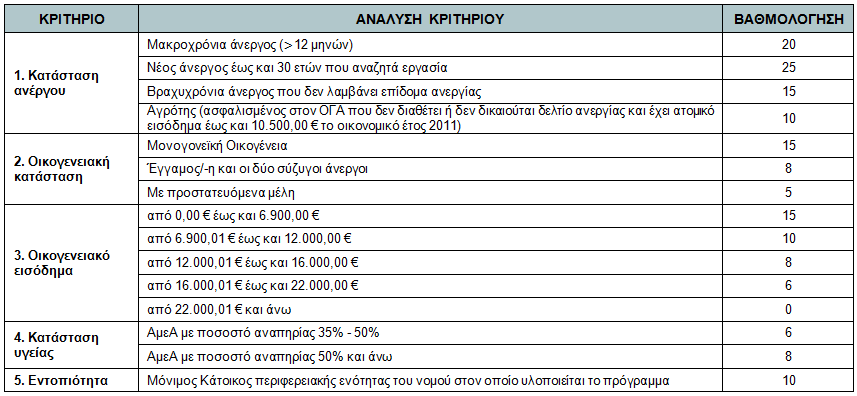 ΚΡΙΤΗΡΙΟ ΑΝΑΛΥΣΗ ΚΡΙΤΗΡΙΟΥ ΒΑΘΜΟΛΟΓΗΣΗ
1. Κατάσταση ανέργου
Μακροχρόνια άνεργος (> 12 μηνών) 20
Νέος άνεργος έως και 30 ετών που αναζητά εργασία 25
Βραχυχρόνια άνεργος που δεν λαμβάνει επίδομα ανεργίας 15
Αγρότης (ασφαλισμένος στον ΟΓΑ που δεν διαθέτει ή δεν δικαιούται δελτίο ανεργίας και έχει ατομικό
εισόδημα έως και 10.500,00 € το οικονομικό έτος 2011) 10
2. Οικογενειακή
κατάσταση
Μονογονεϊκή Οικογένεια 15
Έγγαμος/-η και οι δύο σύζυγοι άνεργοι 8
Με προστατευόμενα μέλη 5
3. Οικογενειακό
εισόδημα
από 0,00 € έως και 6.900,00 € 15
από 6.900,01 € έως και 12.000,00 € 10
από 12.000,01 € έως και 16.000,00 € 8
από 16.000,01 € έως και 22.000,00 € 6
από 22.000,01 € και άνω 0
4. Κατάσταση
υγείας
ΑμεΑ με ποσοστό αναπηρίας 35% - 50% 6
ΑμεΑ με ποσοστό αναπηρίας 50% και άνω 8
5. Εντοπιότητα Μόνιμος Κάτοικος περιφερειακής ενότητας του νομού στον οποίο υλοποιείται το πρόγραμμα 10